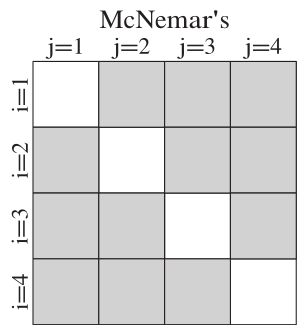 McNemar's
j=1 j=2 j=3 j=4
i=1
i=2
i=3
i=4